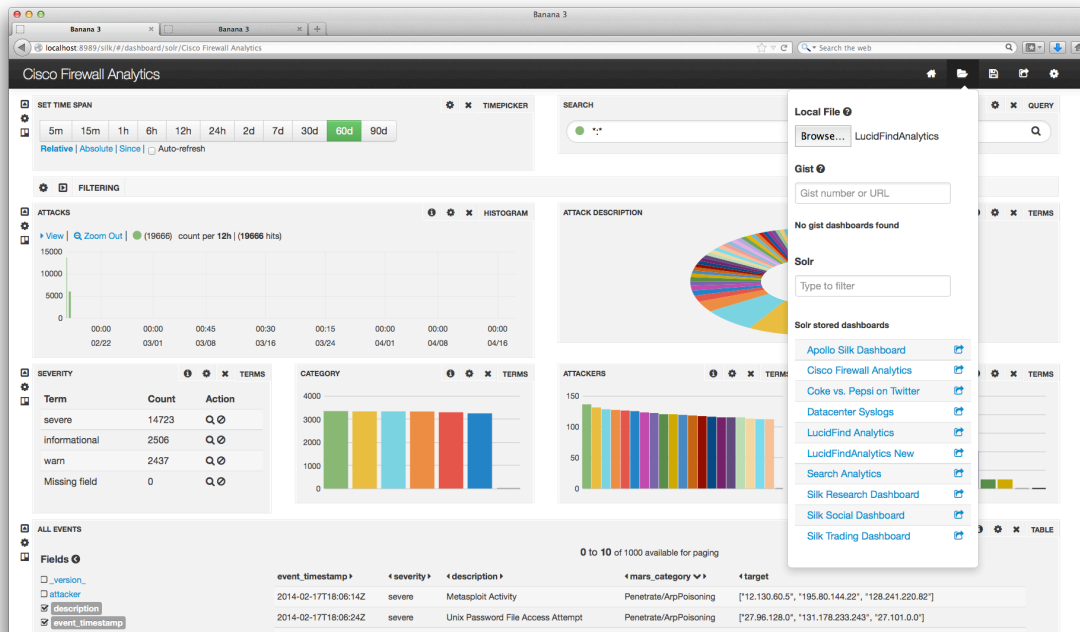 Banana 3
Banana 3
Banana 3
localhost:8989/silk/#/dashboard/solr/Cisco Firewall Analytics
Search the web
Cisco Firewall Analytics
SET TIME SPAN
TIMEPICKER
5m 15m 1h 6h 12h 24h 2d 7d 30d 60d 90d
Relative | Absolute | Since | Auto-refresh
SEARCH
QUERY
*:*
FILTERING
ATTACKS
HISTOGRAM
View | Zoom Out | (19666) count per 12h | (19666 hits)
15000
10000
5000
0
00:00 00:00 00:45 00:30 00:15 00:00 00:00 00:00
02/22 03/01 03/08 03/16 03/24 04/01 04/08 04/16
ATTACK DESCRIPTION
TERMS
Local File
Browse... LucidFindAnalytics
Gist
Gist number or URL
No gist dashboards found
Solr
Type to filter
Solr stored dashboards
Apollo Silk Dashboard
Cisco Firewall Analytics
Coke vs. Pepsi on Twitter
Datacenter Syslogs
LucidFind Analytics
LucidFindAnalytics New
Search Analytics
Silk Research Dashboard
Silk Social Dashboard
Silk Trading Dashboard
SEVERITY
TERMS
Term Count Action
severe 14723
informational 2506
warn 2437
Missing field 0
CATEGORY
TERMS
4000
3000
2000
1000
0
ATTACKERS
TERMS
150
100
50
0
TERMS
ALL EVENTS
TABLE
Fields
_version_
attacker
description
event_timestamp
0 to 10 of 1000 available for paging
event_timestamp severity description mars_category target
2014-02-17T18:06:14Z severe Metasploit Activity Penetrate/ArpPoisoning ["12.130.60.5", "195.80.144.22", "128.241.220.82"]
2014-02-17T18:06:24Z severe Unix Password File Access Attempt Penetrate/ArpPoisoning ["27.96.128.0", "131.178.233.243", "27.101.0.0"]